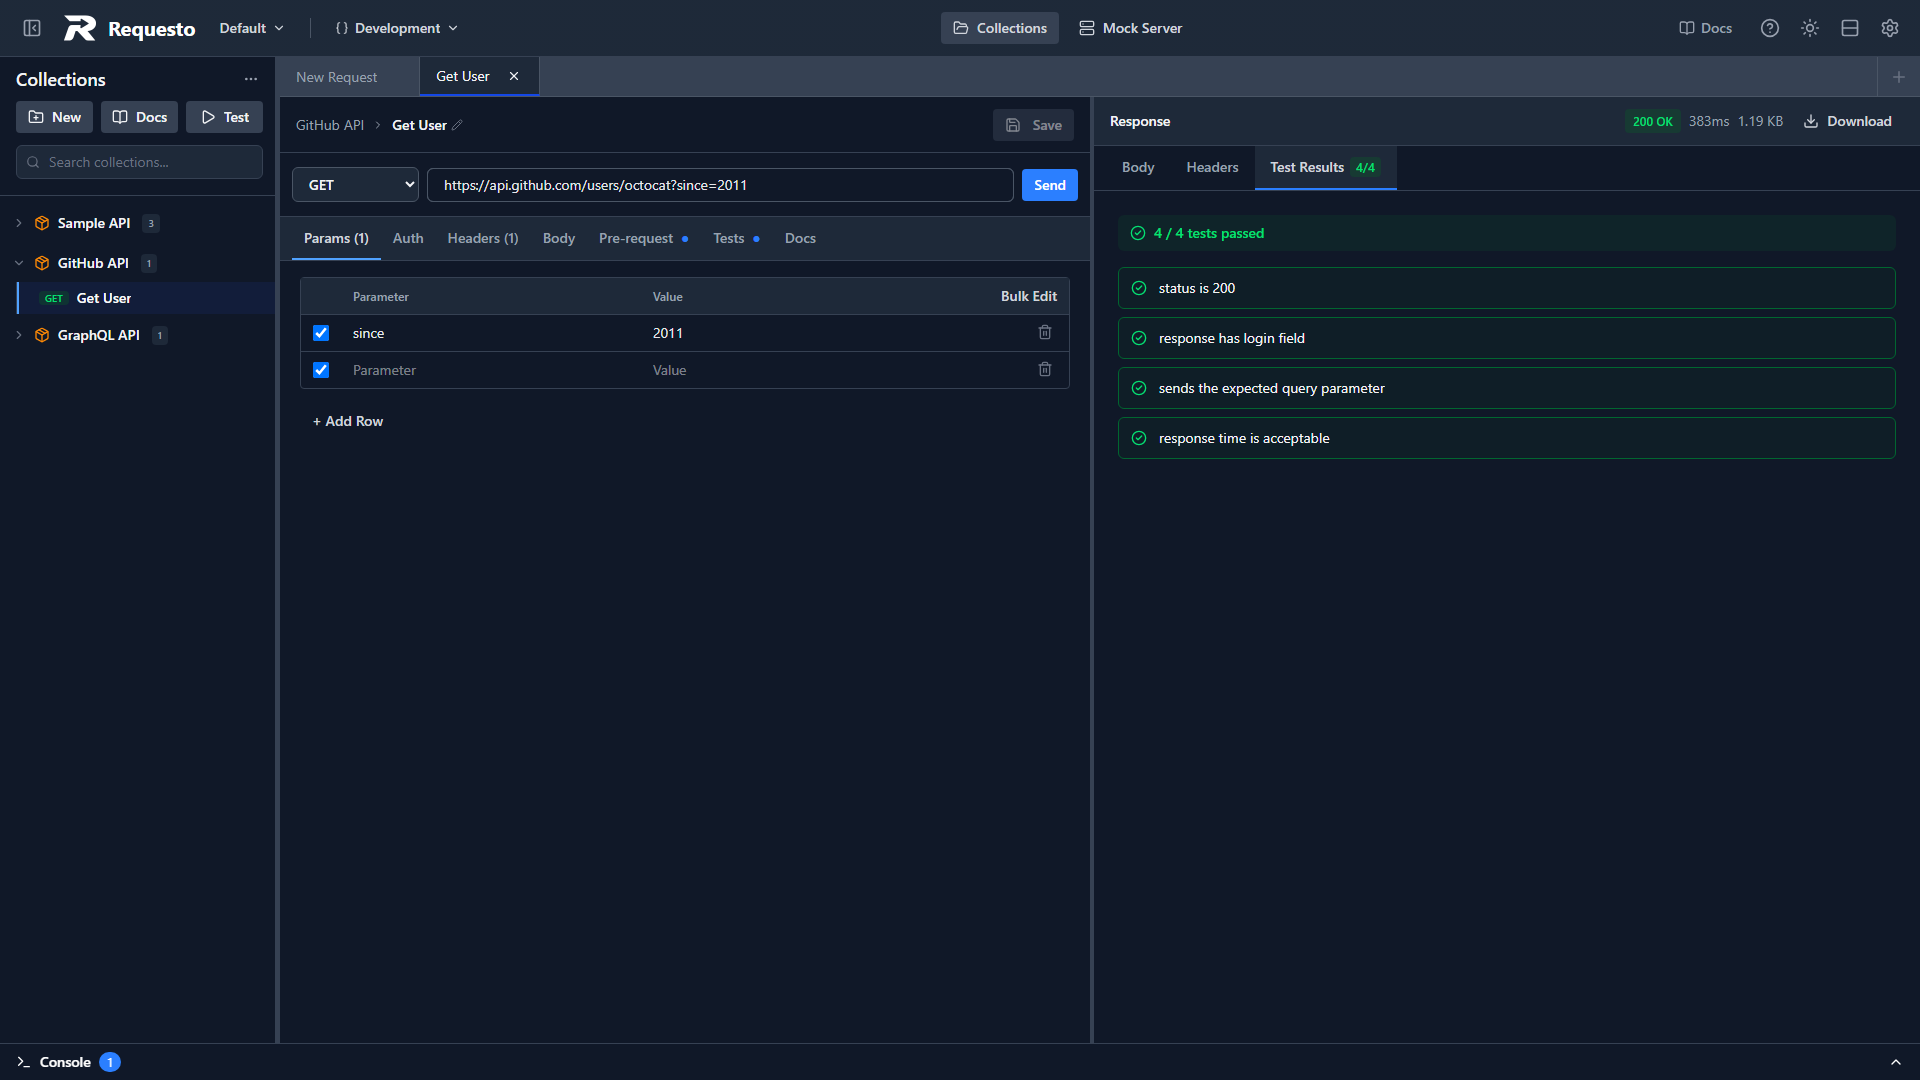 Requesto
Default
{ } Development
Collections
Mock Server
Docs
Collections
New
Docs
Test
Search collections...
Sample API 3
GitHub API 1
GET Get User
GraphQL API 1
New Request
Get User
GitHub API > Get User
Save
GET
https://api.github.com/users/octocat?since=2011
Send
Params (1)
Auth
Headers (1)
Body
Pre-request
Tests
Docs
Parameter
Value
Bulk Edit
since
2011
Parameter
Value
+ Add Row
Response
200 OK
383ms
1.19 KB
Download
Body
Headers
Test Results 4/4
4 / 4 tests passed
status is 200
response has login field
sends the expected query parameter
response time is acceptable
Console 1